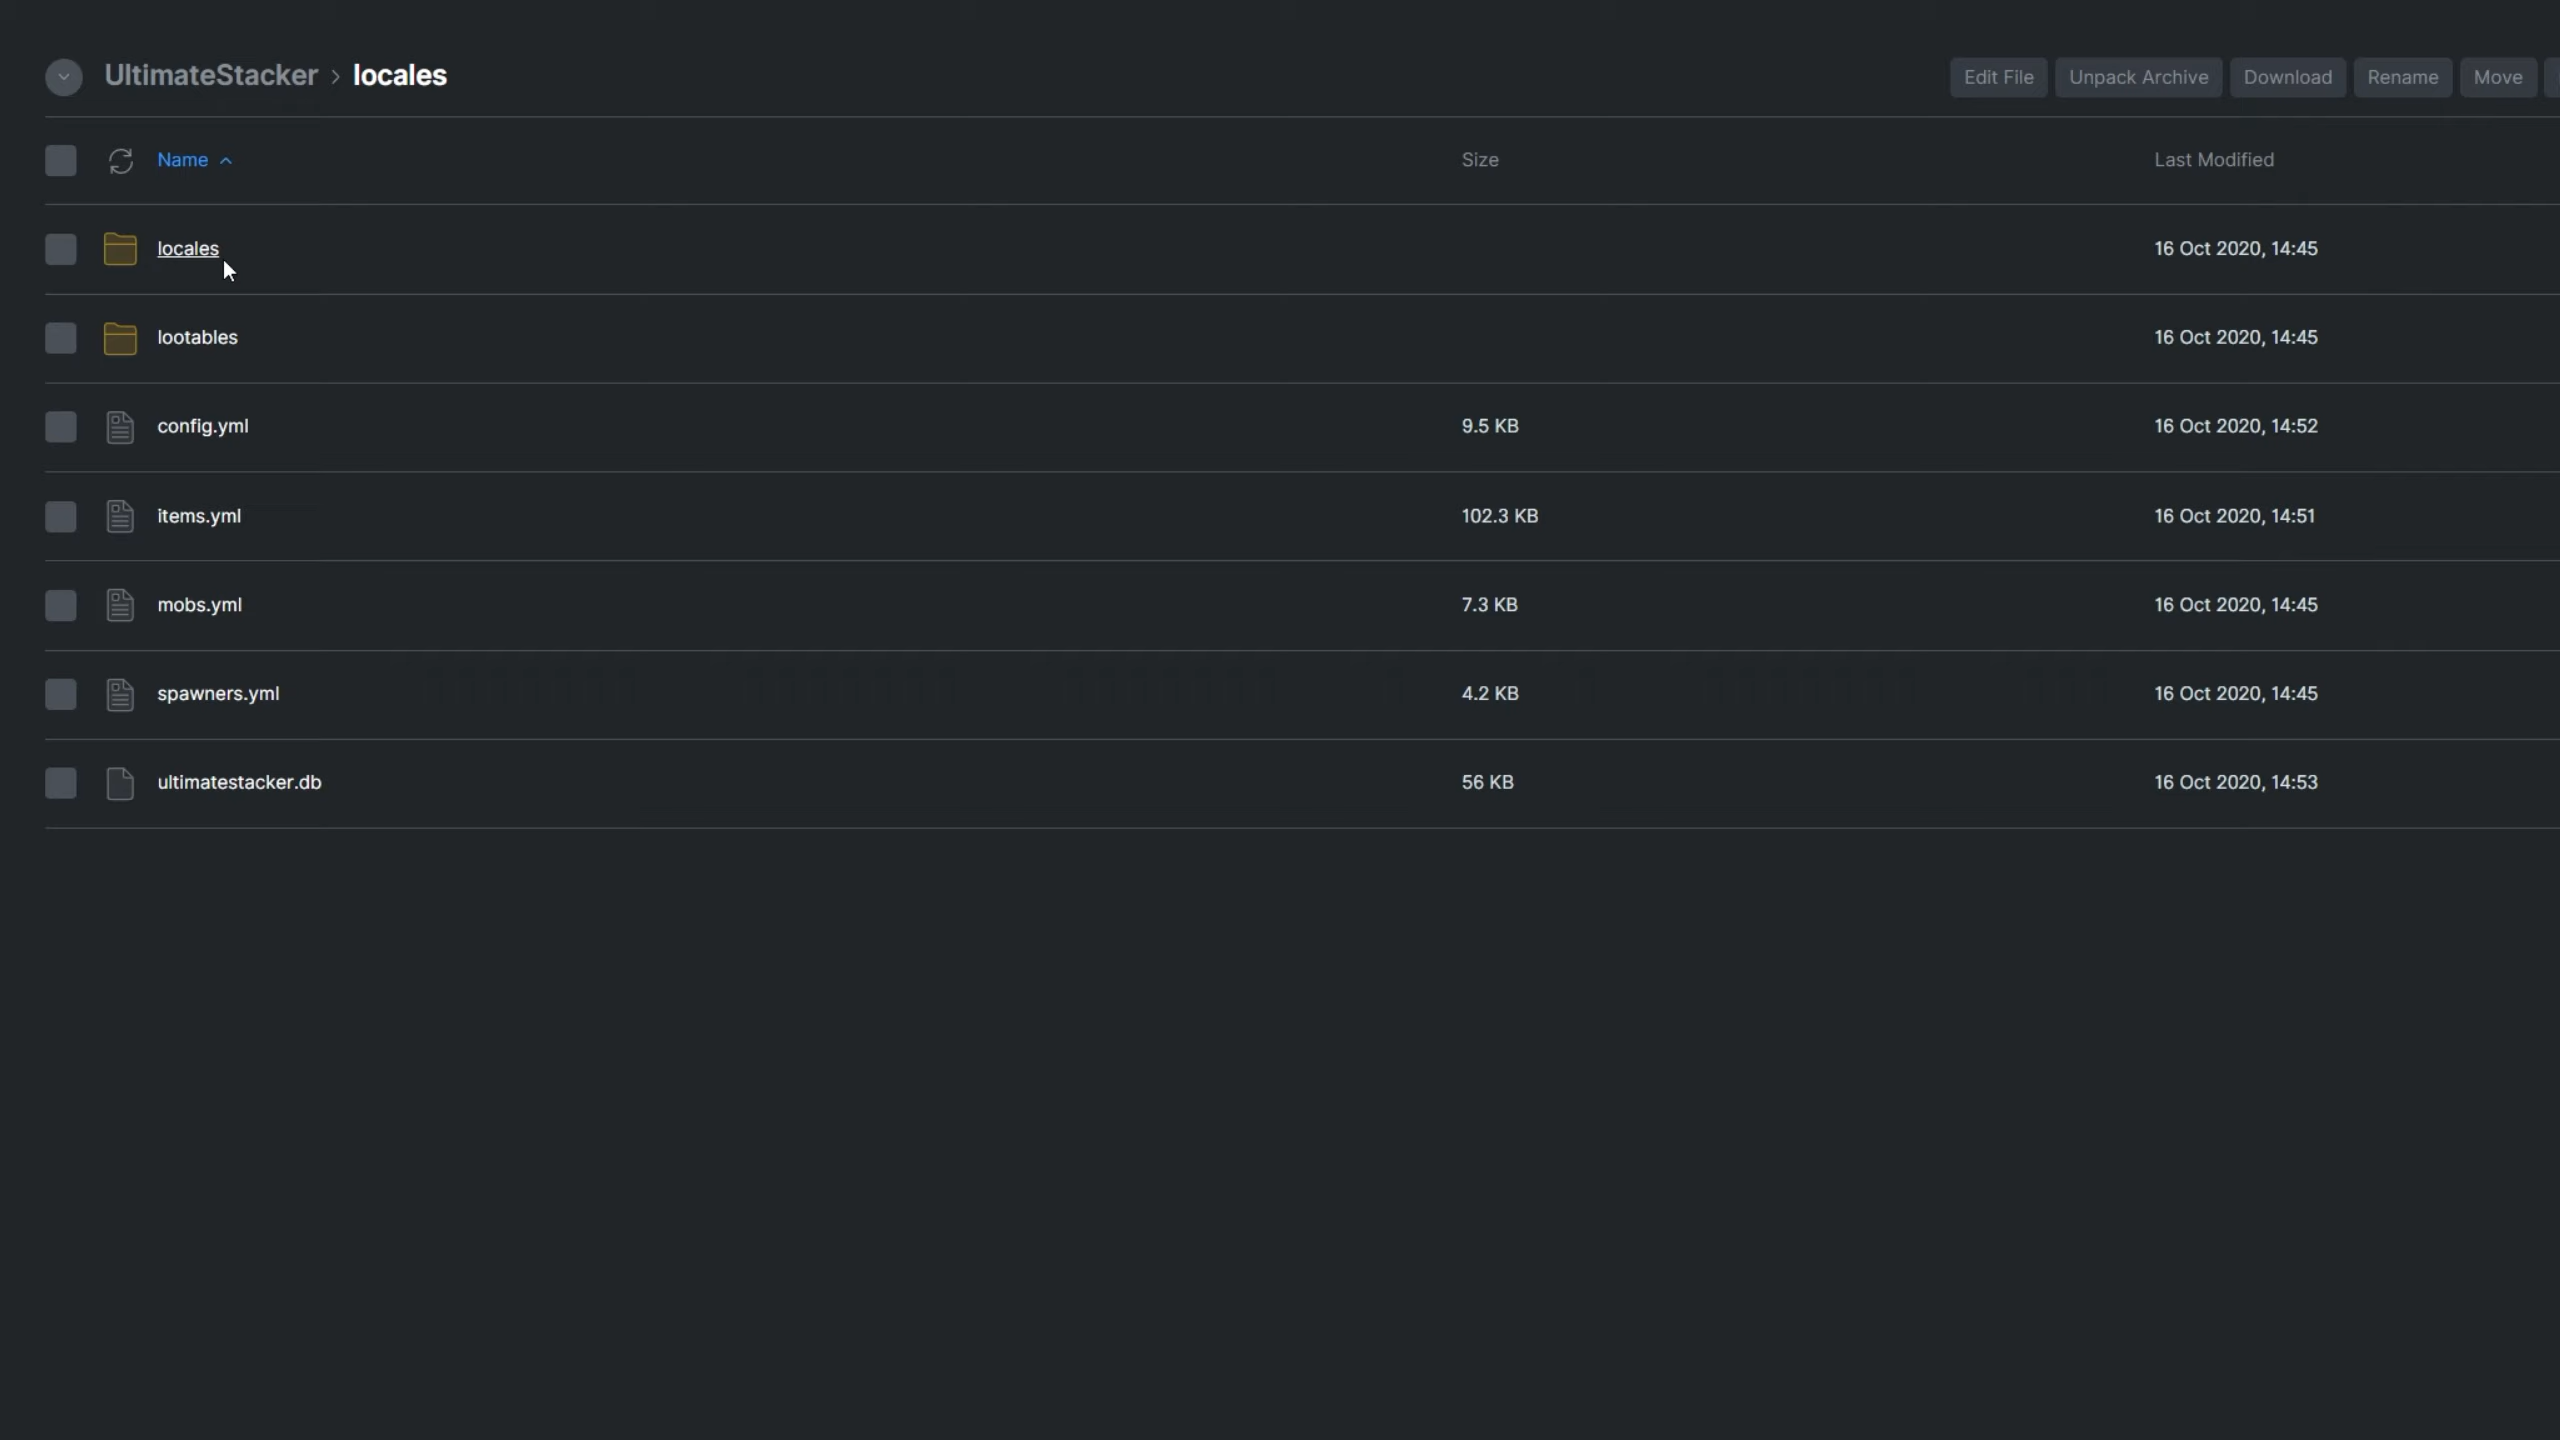 UltimateStacker › locales
Edit File Unpack Archive Download Rename Move
Name Size Last Modified
locales 16 Oct 2020, 14:45
lootables 16 Oct 2020, 14:45
config.yml 9.5 KB 16 Oct 2020, 14:52
items.yml 102.3 KB 16 Oct 2020, 14:51
mobs.yml 7.3 KB 16 Oct 2020, 14:45
spawners.yml 4.2 KB 16 Oct 2020, 14:45
ultimatestacker.db 56 KB 16 Oct 2020, 14:53